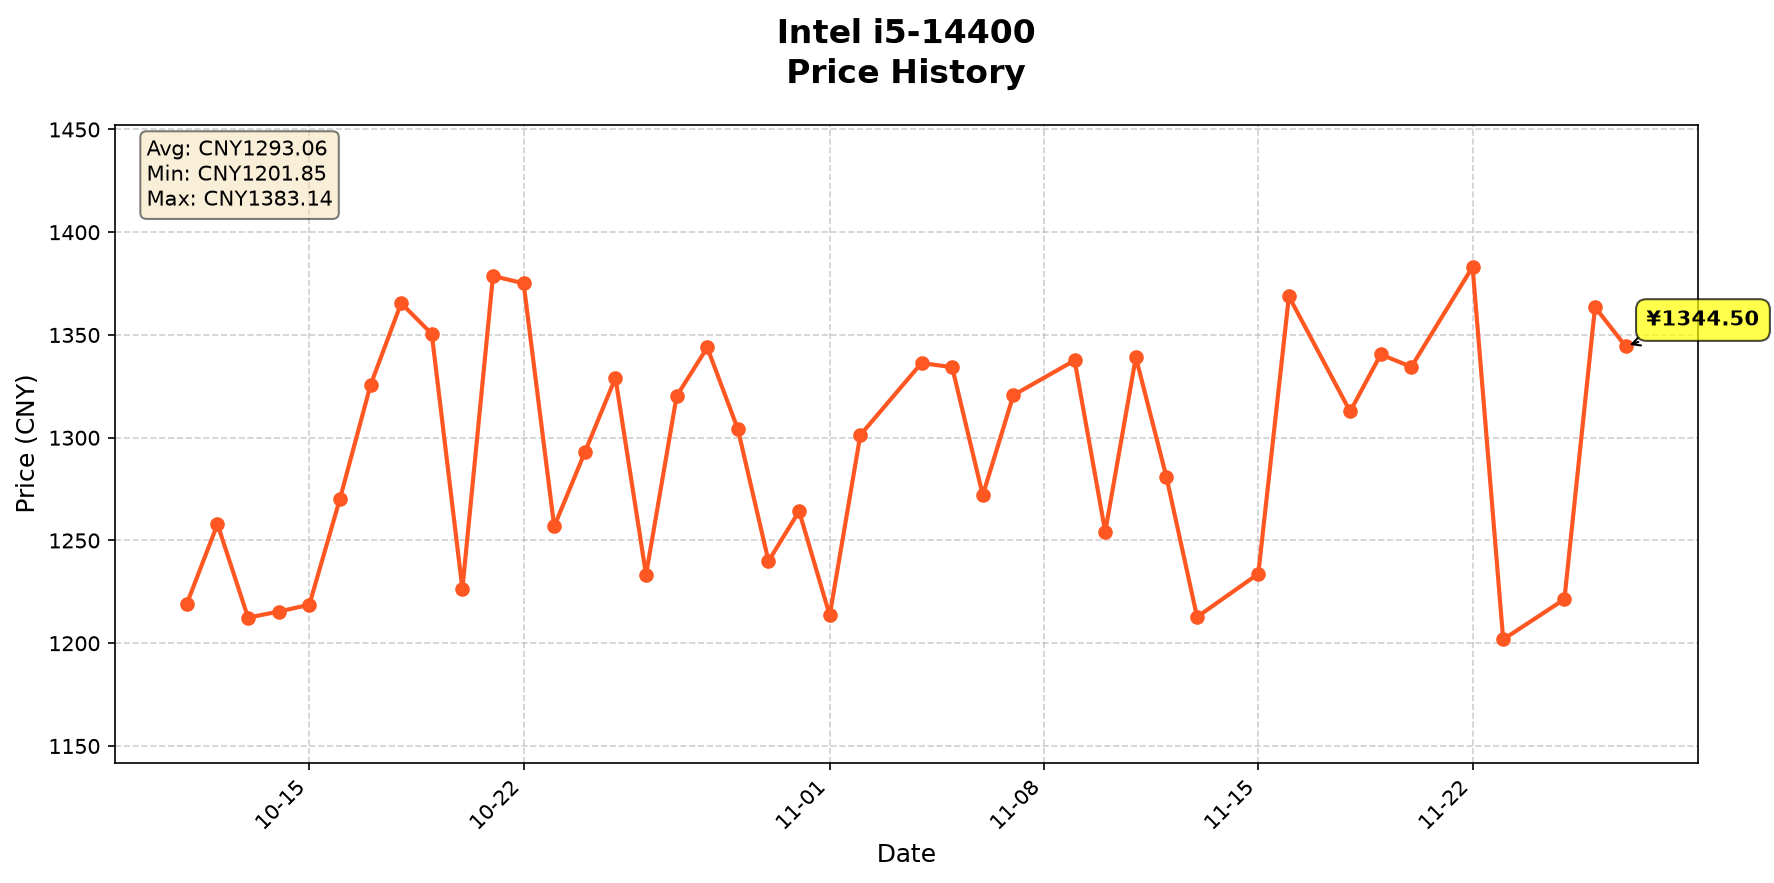 Intel i5-14400
Price History
Avg: CNY1293.06
Min: CNY1201.85
Max: CNY1383.14
¥1344.50
Price (CNY)
1450
1400
1350
1300
1250
1200
1150
10-15
10-22
11-01
11-08
11-15
11-22
Date